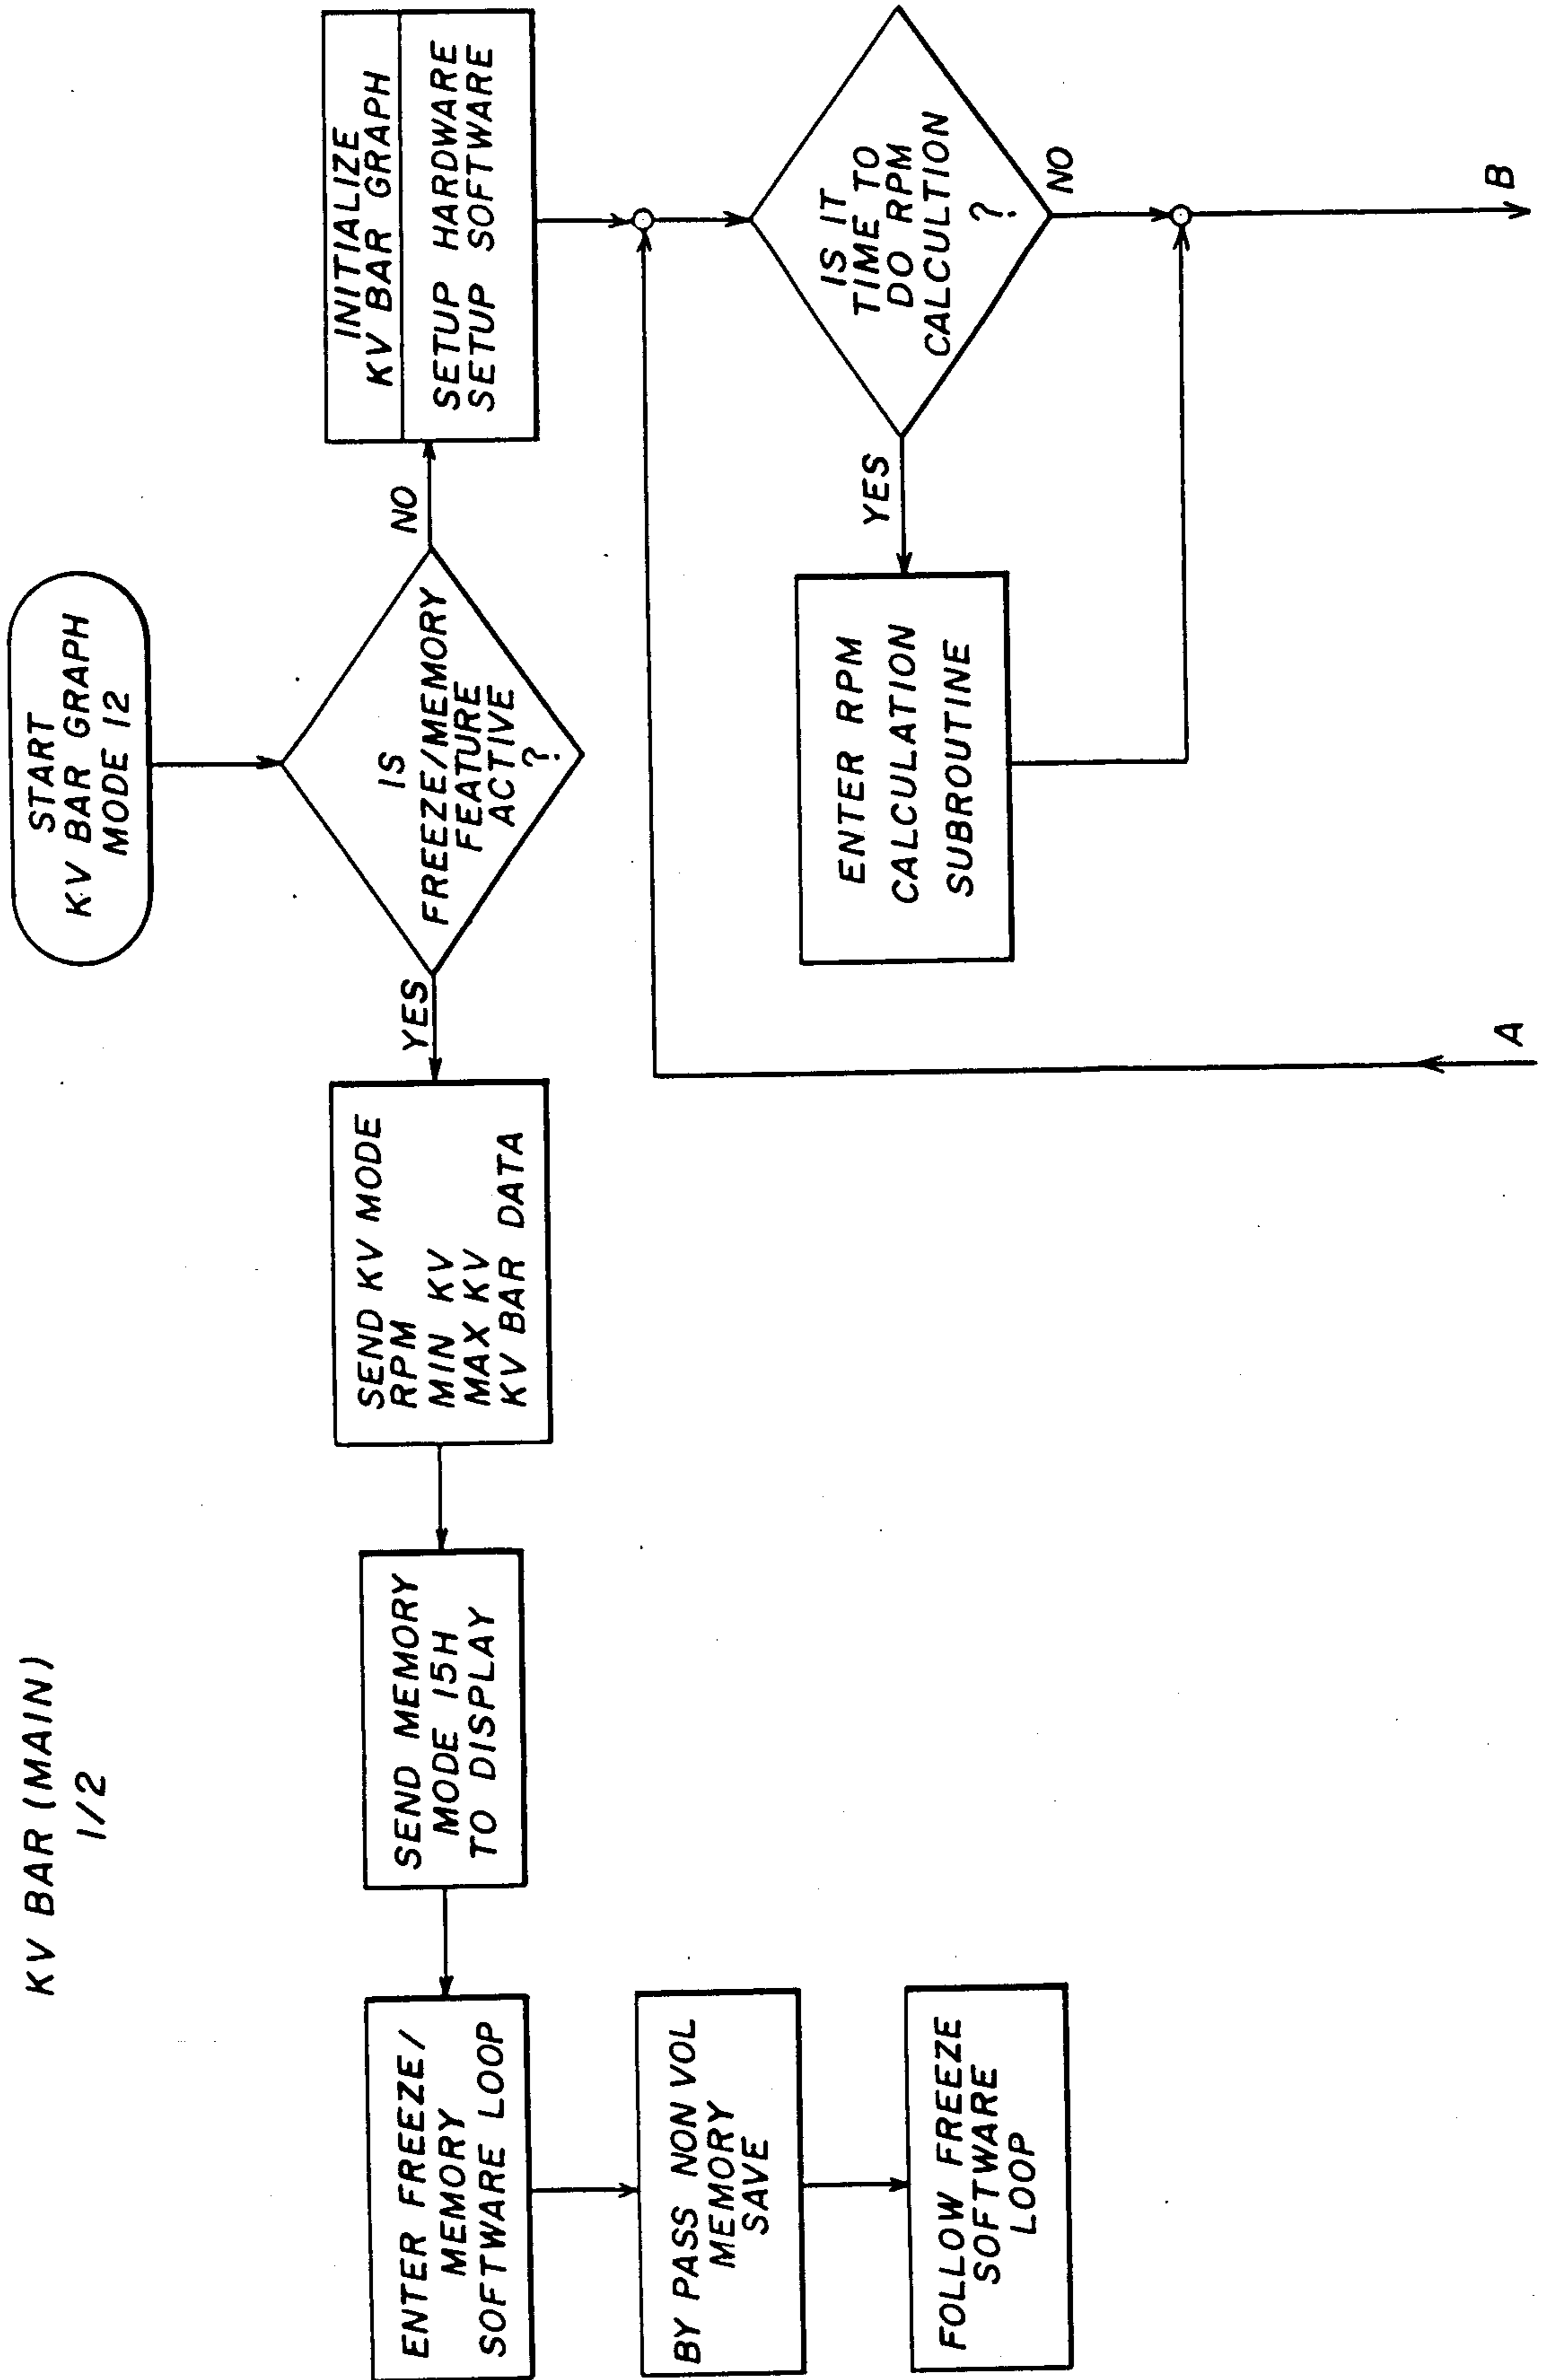 KV BAR (MAIN)
1/2
START
KV BAR GRAPH
MODE 12
IS
FREEZE/MEMORY
FEATURE
ACTIVE
?
YES
NO
INITIALIZE
KV BAR GRAPH
SETUP HARDWARE
SETUP SOFTWARE
SEND KV MODE
RPM
MIN KV
MAX KV
KV BAR DATA
SEND MEMORY
MODE 15H
TO DISPLAY
ENTER FREEZE/
MEMORY
SOFTWARE LOOP
BY PASS NON VOL
MEMORY
SAVE
FOLLOW FREEZE
SOFTWARE
LOOP
IS IT
TIME TO
DO RPM
CALCULTION
?
YES
NO
ENTER RPM
CALCULATION
SUBROUTINE
A
B